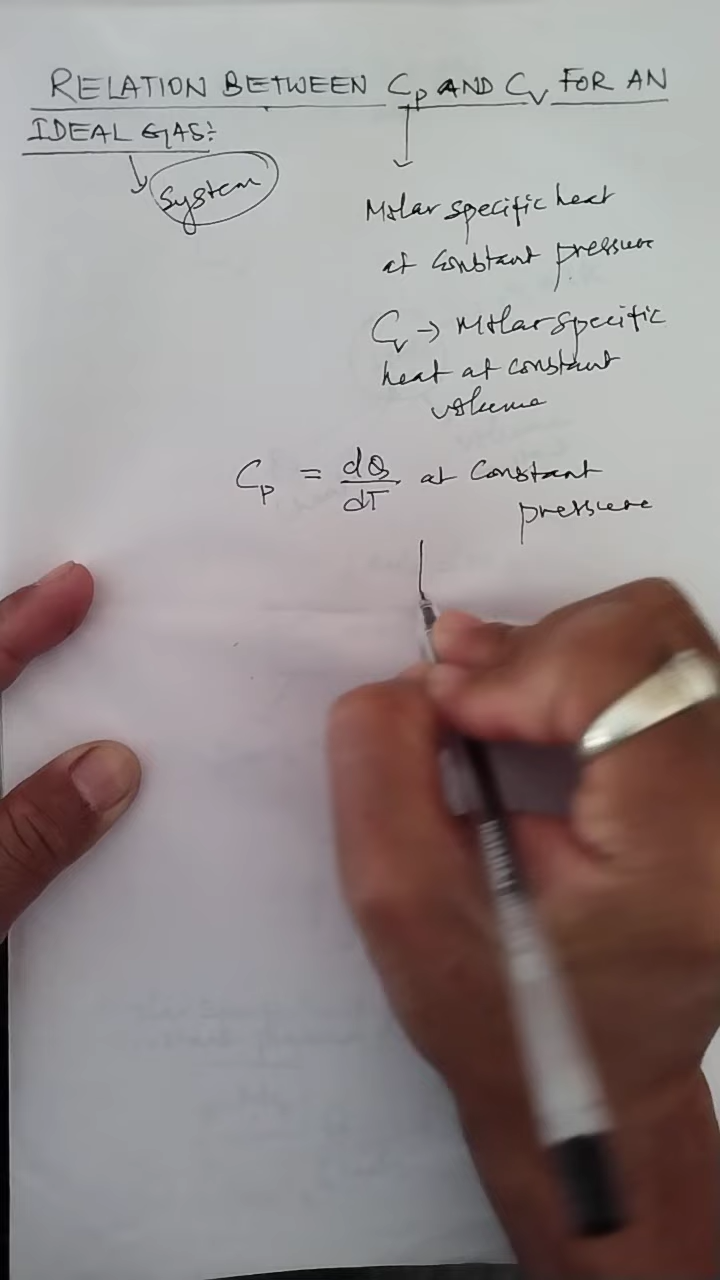 RELATION BETWEEN Cp AND Cv FOR AN
IDEAL GAS:
System
Molar specific heat
at constant pressure
Cv → Molar specific
heat at constant
volume
Cp = dQ/dT at constant
pressure